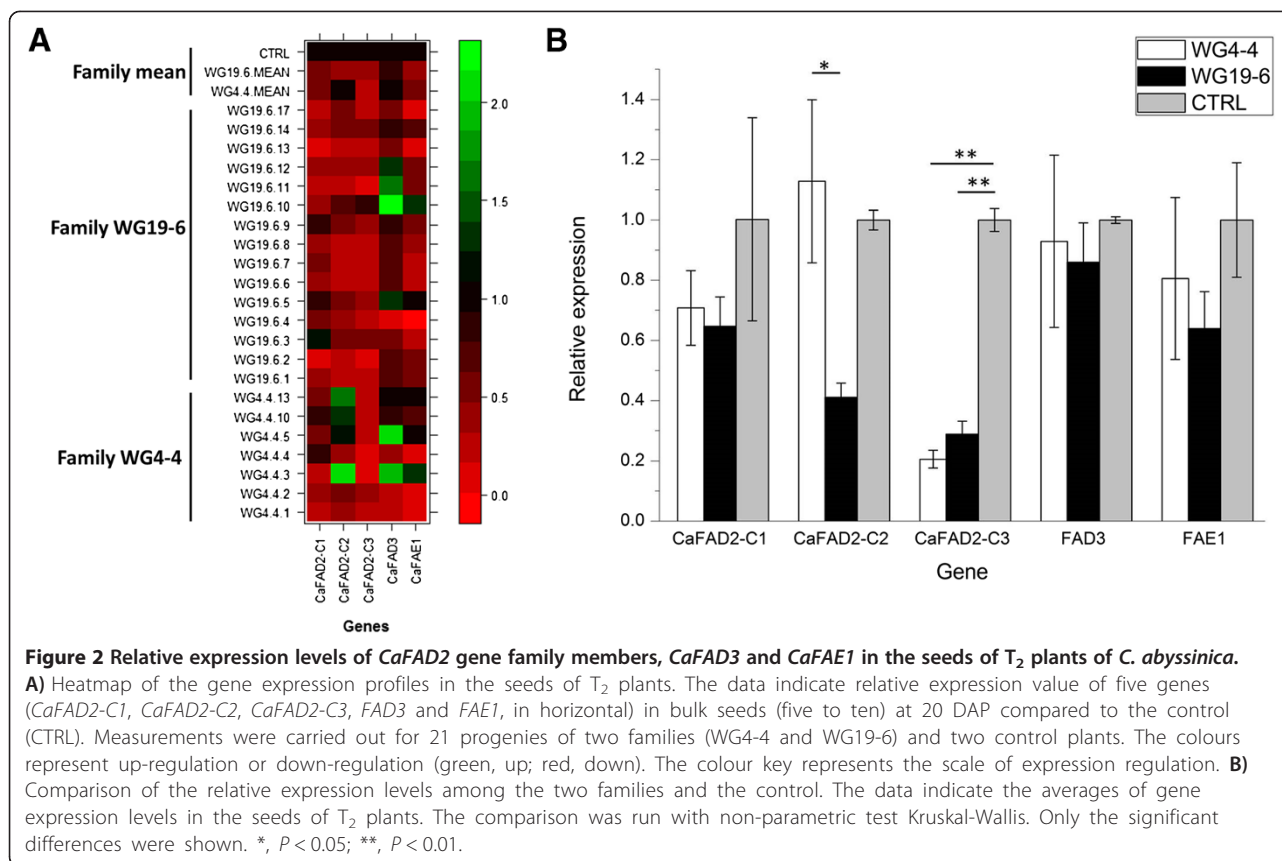 A
CTRL
WG19.6.MEAN
WG4.4.MEAN
WG19.6.17
WG19.6.14
WG19.6.13
WG19.6.12
WG19.6.11
WG19.6.10
WG19.6.9
WG19.6.8
WG19.6.7
WG19.6.6
WG19.6.5
WG19.6.4
WG19.6.3
WG19.6.2
WG19.6.1
WG4.4.13
WG4.4.10
WG4.4.5
WG4.4.4
WG4.4.3
WG4.4.2
WG4.4.1
Family mean
Family WG19-6
Family WG4-4
2.0
1.5
1.0
0.5
0.0
CaFAD2-C1
CaFAD2-C2
CaFAD2-C3
CaFAD3
CaFAE1
Genes
B
WG4-4
WG19-6
CTRL
*
**
**
1.4
1.2
1.0
0.8
0.6
0.4
0.2
0.0
Relative expression
CaFAD2-C1 CaFAD2-C2 CaFAD2-C3 FAD3 FAE1
Gene
Figure 2 Relative expression levels of CaFAD2 gene family members, CaFAD3 and CaFAE1 in the seeds of T2 plants of C. abyssinica.
A) Heatmap of the gene expression profiles in the seeds of T2 plants. The data indicate relative expression value of five genes
(CaFAD2-C1, CaFAD2-C2, CaFAD2-C3, FAD3 and FAE1, in horizontal) in bulk seeds (five to ten) at 20 DAP compared to the control
(CTRL). Measurements were carried out for 21 progenies of two families (WG4-4 and WG19-6) and two control plants. The colours
represent up-regulation or down-regulation (green, up; red, down). The colour key represents the scale of expression regulation. B)
Comparison of the relative expression levels among the two families and the control. The data indicate the averages of gene
expression levels in the seeds of T2 plants. The comparison was run with non-parametric test Kruskal-Wallis. Only the significant
differences were shown. *, P < 0.05; **, P < 0.01.